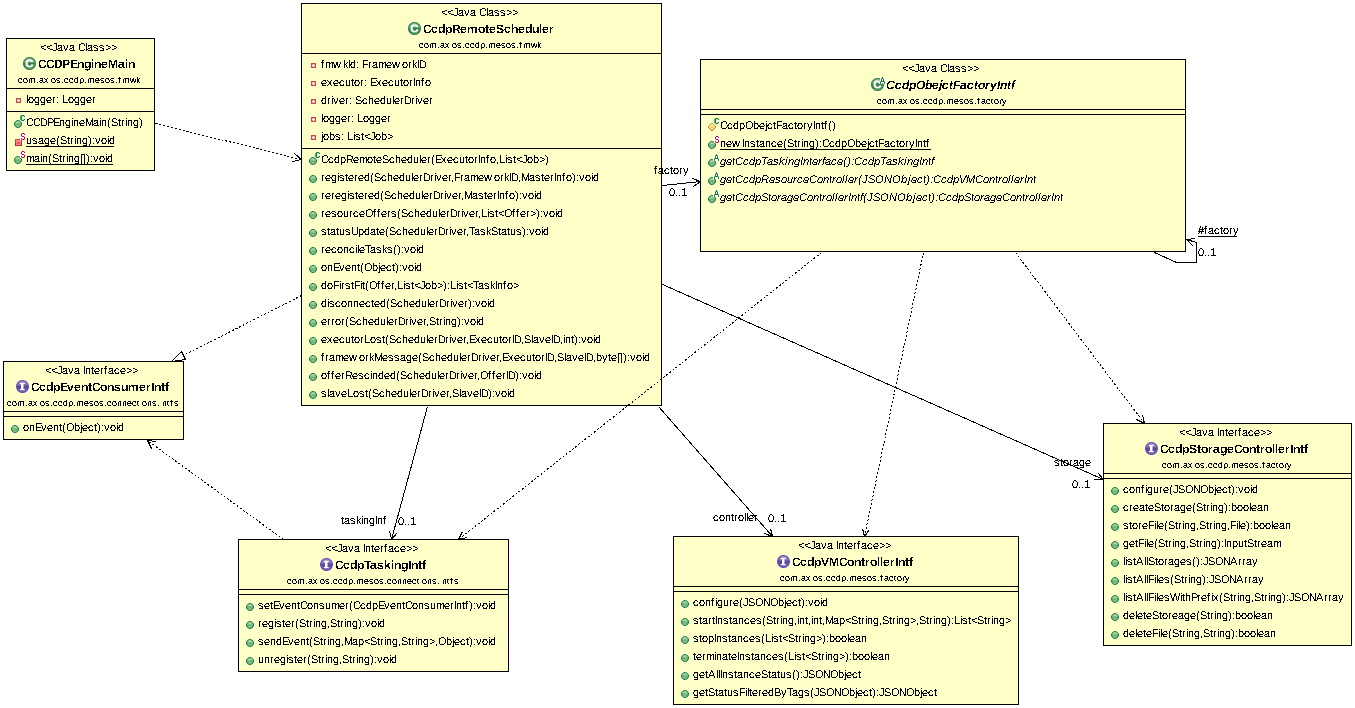 <<Java Class>>
CCDPEngineMain
com.axios.ccdp.mesos.fmwk
logger: Logger
CCDPEngineMain(String)
usage(String):void
main(String[]):void
<<Java Class>>
CcdpRemoteScheduler
com.axios.ccdp.mesos.fmwk
fmwkId: FrameworkID
executor: ExecutorInfo
driver: SchedulerDriver
logger: Logger
jobs: List<Job>
CcdpRemoteScheduler(ExecutorInfo,List<Job>)
registered(SchedulerDriver,FrameworkID,MasterInfo):void
reregistered(SchedulerDriver,MasterInfo):void
resourceOffers(SchedulerDriver,List<Offer>):void
statusUpdate(SchedulerDriver,TaskStatus):void
reconcileTasks():void
onEvent(Object):void
doFirstFit(Offer,List<Job>):List<TaskInfo>
disconnected(SchedulerDriver):void
error(SchedulerDriver,String):void
executorLost(SchedulerDriver,ExecutorID,SlaveID,int):void
frameworkMessage(SchedulerDriver,ExecutorID,SlaveID,byte[]):void
offerRescinded(SchedulerDriver,OfferID):void
slaveLost(SchedulerDriver,SlaveID):void
factory
0..1
<<Java Class>>
CcdpObejctFactoryIntf
com.axios.ccdp.mesos.factory
CcdpObejctFactoryIntf()
newInstance(String):CcdpObejctFactoryIntf
getCcdpTaskingInterface():CcdpTaskingIntf
getCcdpResourceController(JSONObject):CcdpVMControllerInt
getCcdpStorageControllerIntf(JSONObject):CcdpStorageControllerInt
#factory
0..1
<<Java Interface>>
CcdpEventConsumerIntf
com.axios.ccdp.mesos.connections.intfs
onEvent(Object):void
taskingInf
0..1
controller
0..1
storage
0..1
<<Java Interface>>
CcdpTaskingIntf
com.axios.ccdp.mesos.connections.intfs
setEventConsumer(CcdpEventConsumerIntf):void
register(String,String):void
sendEvent(String,Map<String,String>,Object):void
unregister(String,String):void
<<Java Interface>>
CcdpVMControllerIntf
com.axios.ccdp.mesos.factory
configure(JSONObject):void
startInstances(String,int,int,Map<String,String>,String):List<String>
stopInstances(List<String>):boolean
terminateInstances(List<String>):boolean
getAllInstanceStatus():JSONObject
getStatusFilteredByTags(JSONObject):JSONObject
<<Java Interface>>
CcdpStorageControllerIntf
com.axios.ccdp.mesos.factory
configure(JSONObject):void
createStorage(String):boolean
storeFile(String,String,File):boolean
getFile(String,String):InputStream
listAllStorages():JSONArray
listAllFiles(String):JSONArray
listAllFilesWithPrefix(String,String):JSONArray
deleteStoreage(String):boolean
deleteFile(String,String):boolean